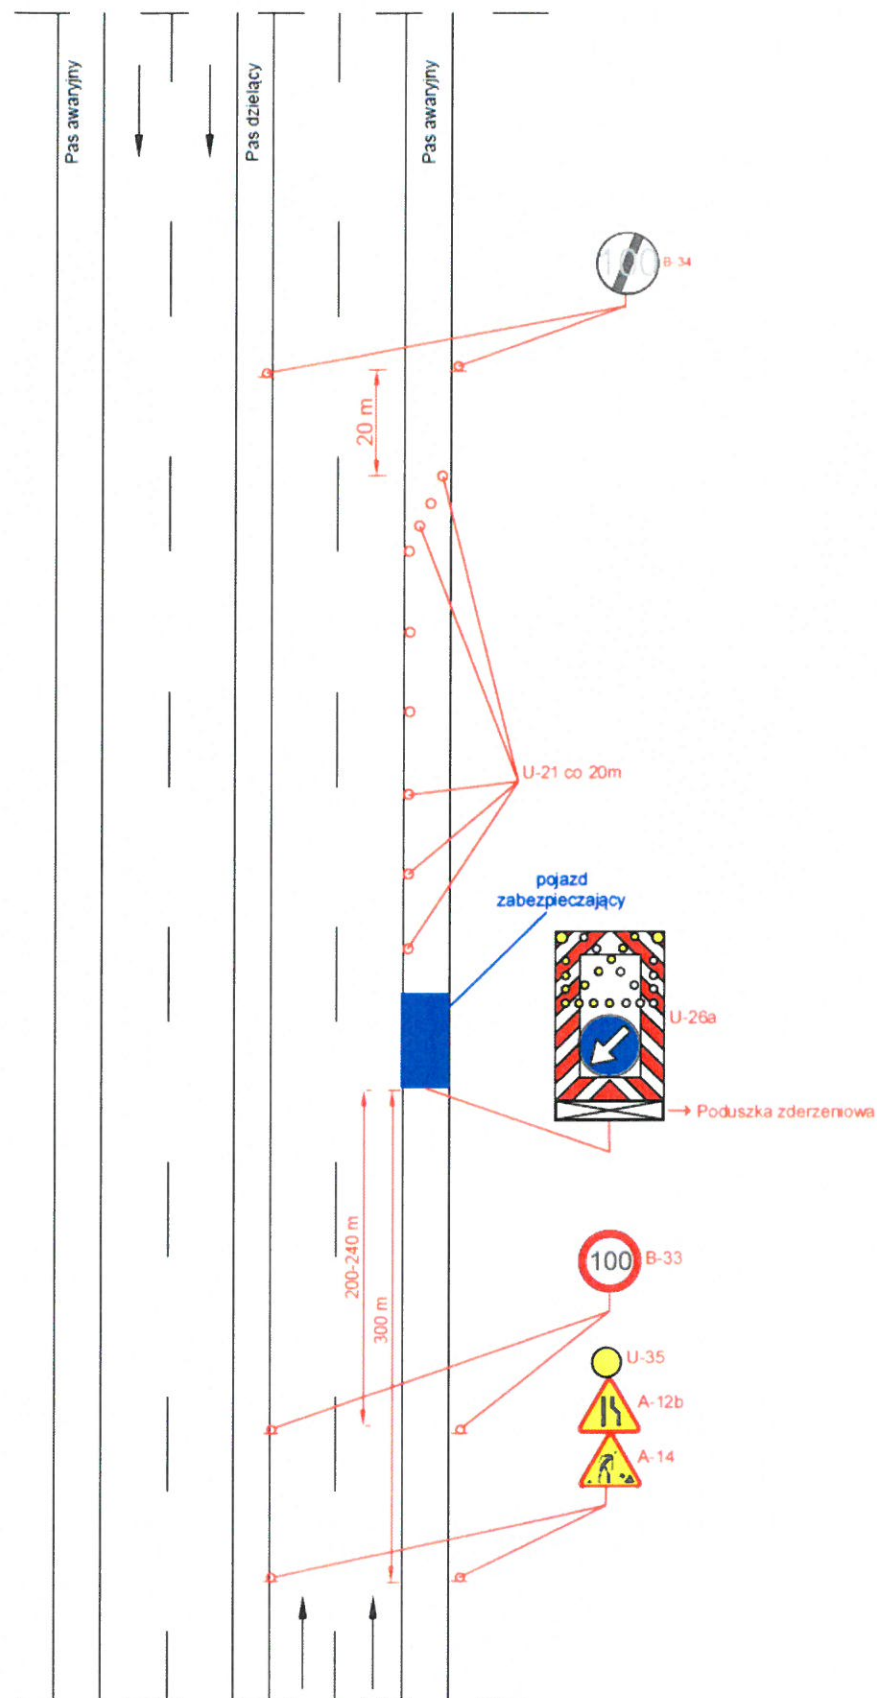 Pas awaryjny
Pas dzielący
Pas awaryjny
100
B-34
20 m
U-21 co 20m
pojazd
zabezpieczający
U-26a
Poduszka zderzeniowa
200-240 m
300 m
100
B-33
U-35
A-12b
A-14